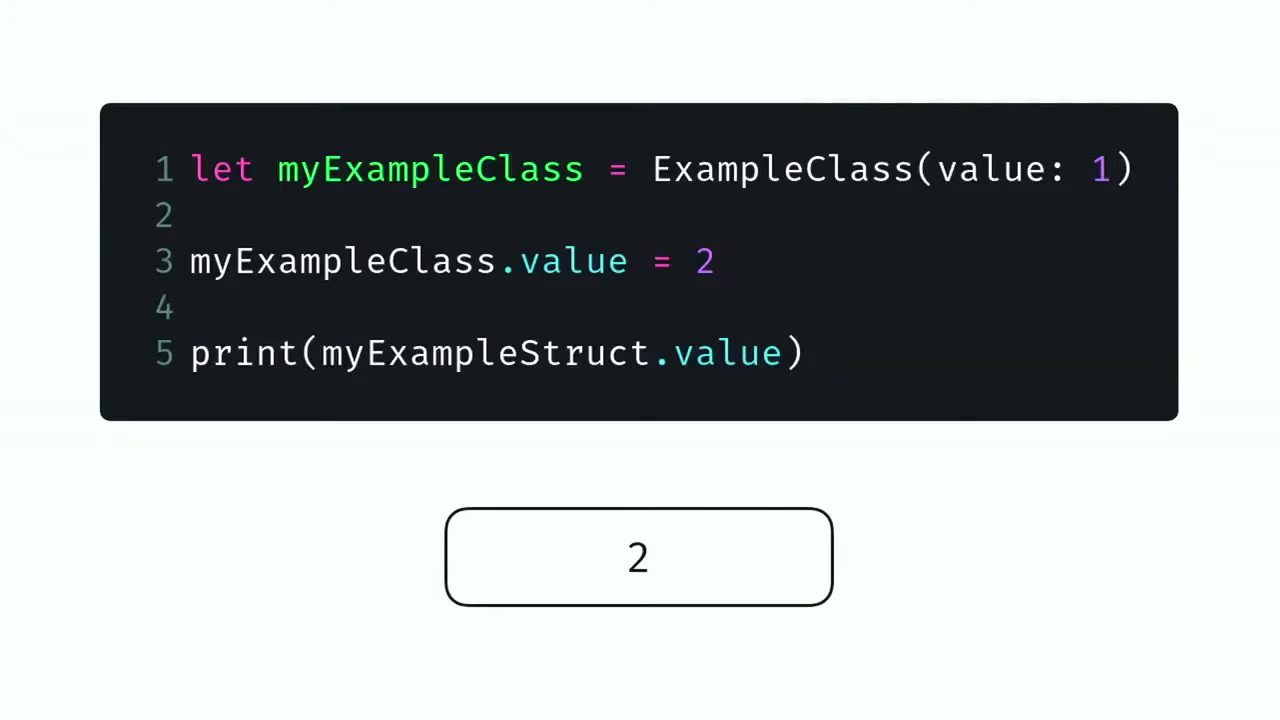 1 let myExampleClass = ExampleClass(value: 1)
2
3 myExampleClass.value = 2
4
5 print(myExampleStruct.value)
2